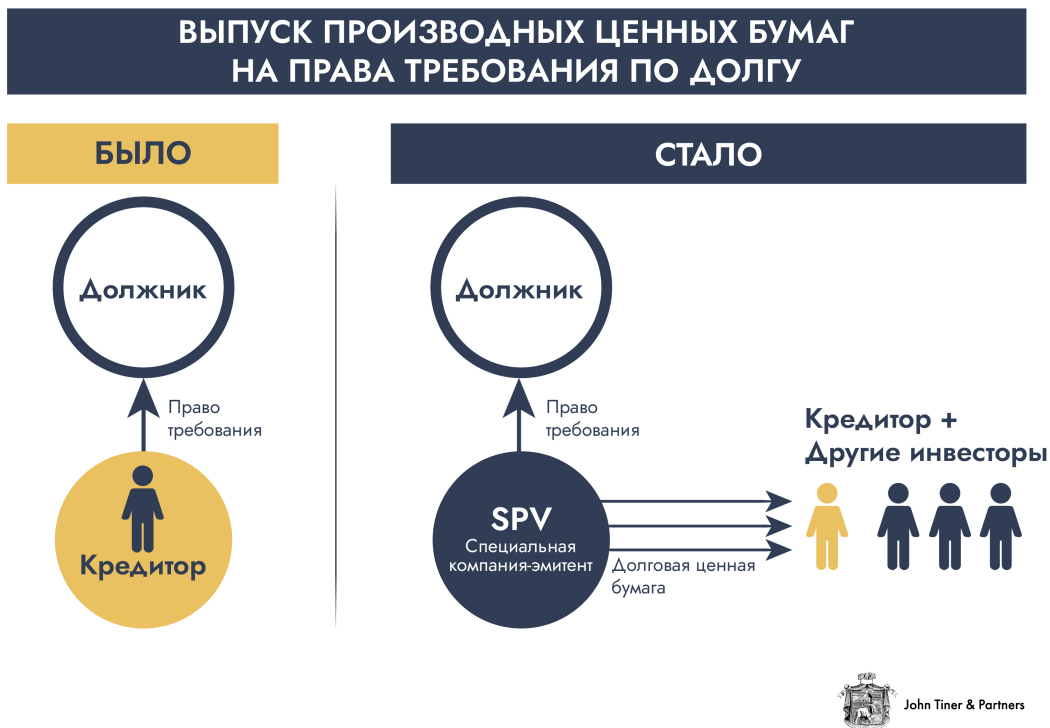 ВЫПУСК ПРОИЗВОДНЫХ ЦЕННЫХ БУМАГ
НА ПРАВА ТРЕБОВАНИЯ ПО ДОЛГУ
БЫЛО
Должник
Право
требования
Кредитор
СТАЛО
Должник
Право
требования
SPV
Специальная
компания-эмитент
Долговая ценная
бумага
Кредитор +
Другие инвесторы
John Tiner & Partners